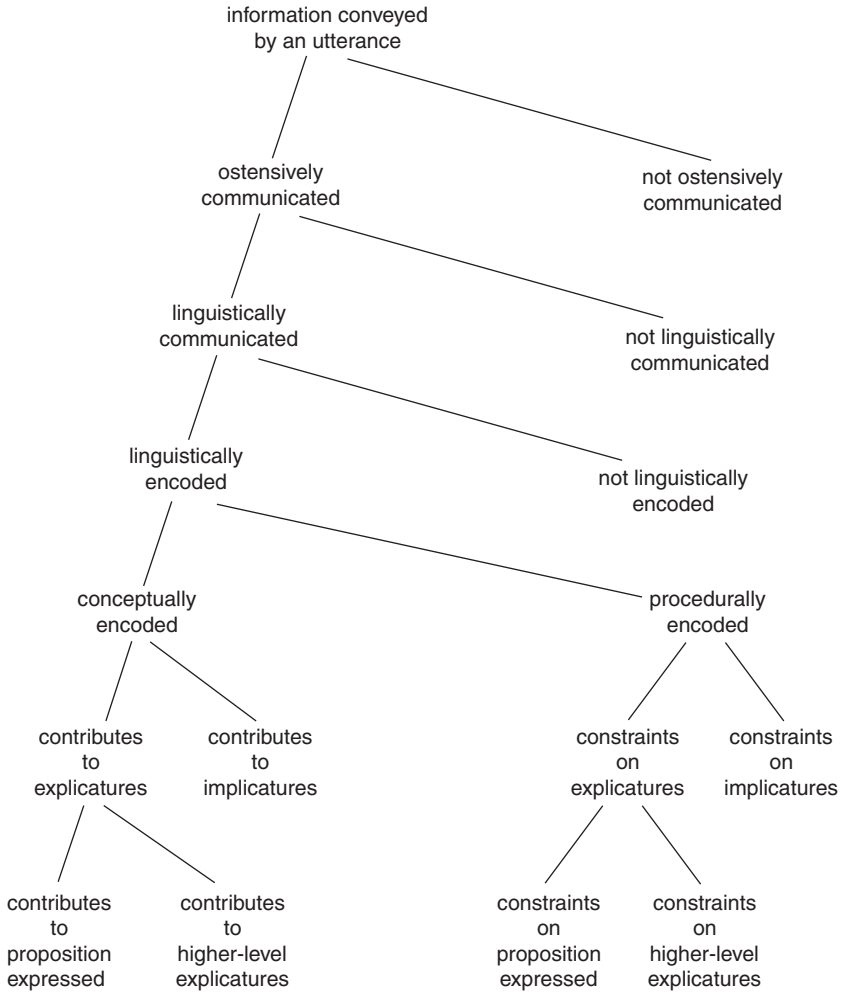 information conveyed
by an utterance
ostensively
communicated
not ostensively
communicated
linguistically
communicated
not linguistically
communicated
linguistically
encoded
not linguistically
encoded
conceptually
encoded
procedurally
encoded
contributes
to
explicatures
contributes
to
implicatures
constraints
on
explicatures
constraints
on
implicatures
contributes
to
proposition
expressed
contributes
to
higher-level
explicatures
constraints
on
proposition
expressed
constraints
on
higher-level
explicatures